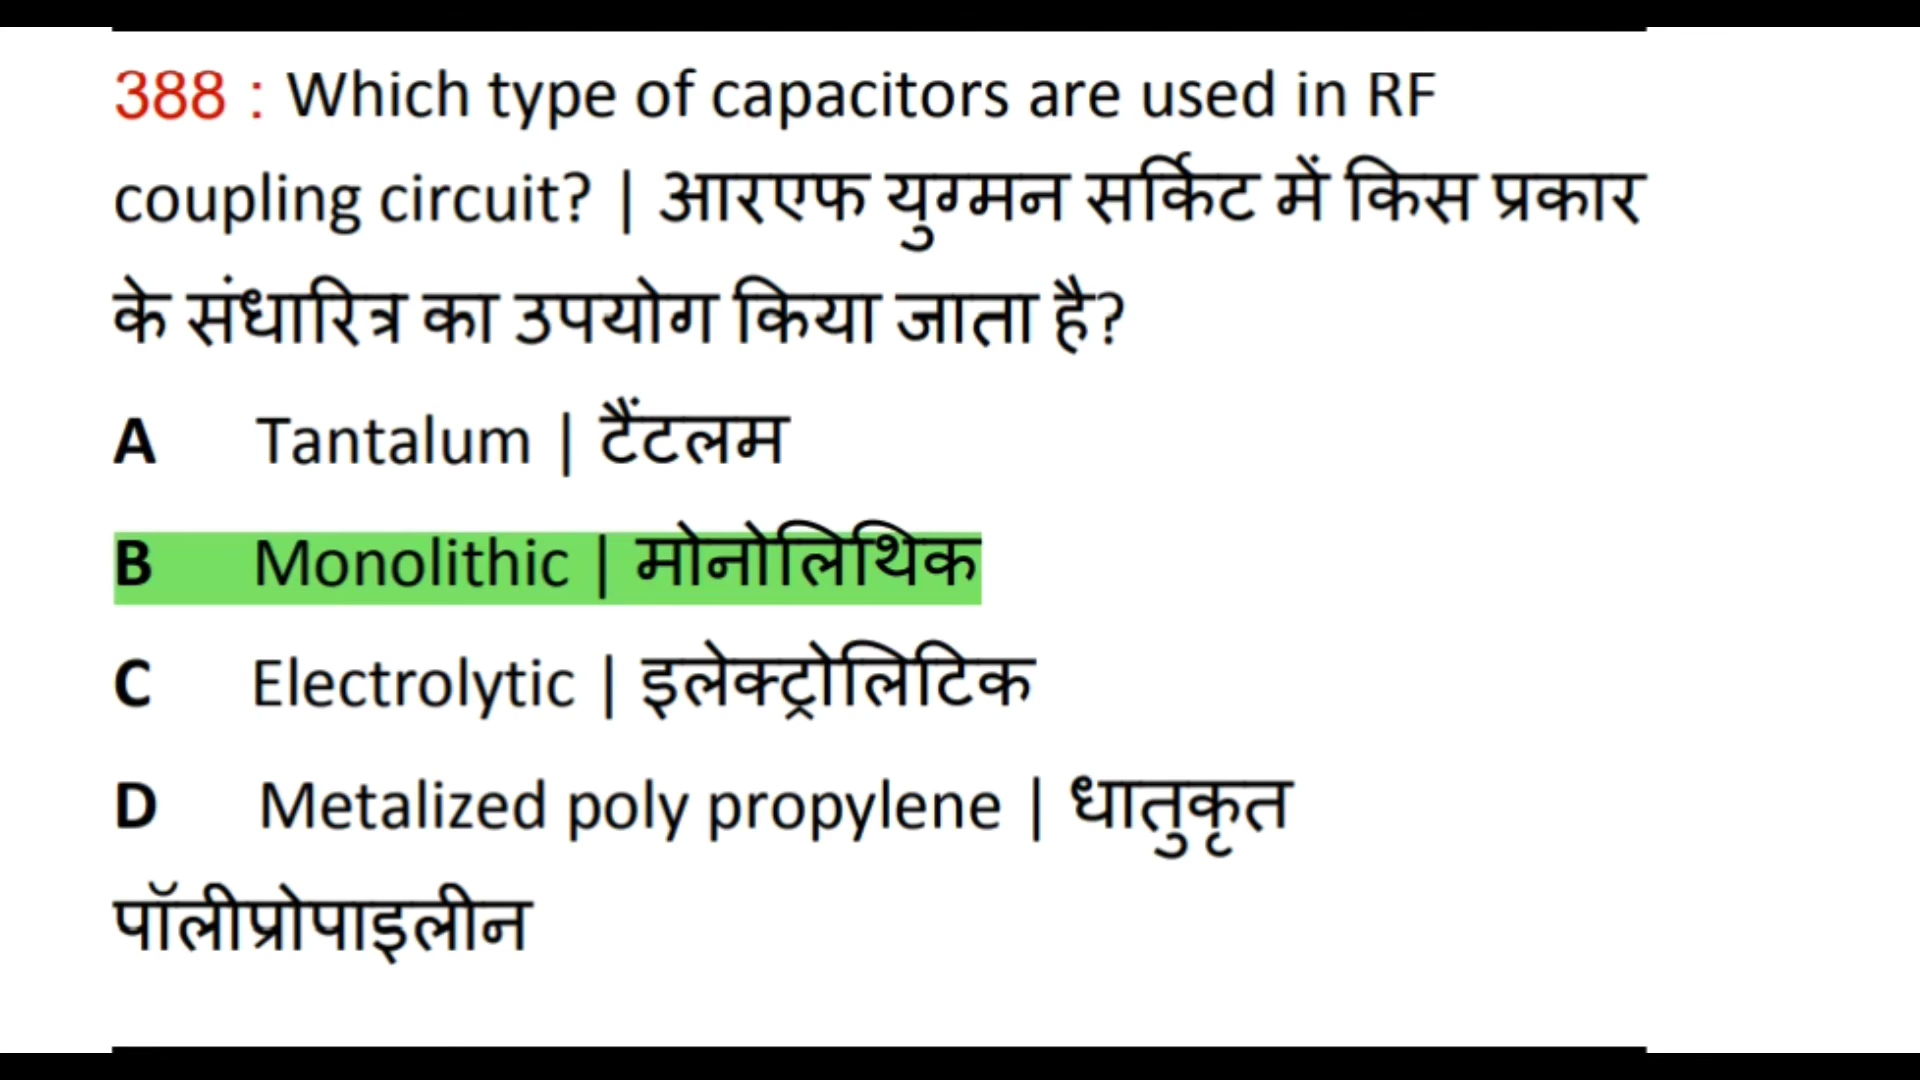 388 : Which type of capacitors are used in RF
coupling circuit? | आरएफ युग्मन सर्किट में किस प्रकार
के संधारित्र का उपयोग किया जाता है?
A Tantalum | टैंटलम
B Monolithic | मोनोलिथिक
C Electrolytic | इलेक्ट्रोलिटिक
D Metalized poly propylene | धातुकृत
पॉलीप्रोपाइलीन